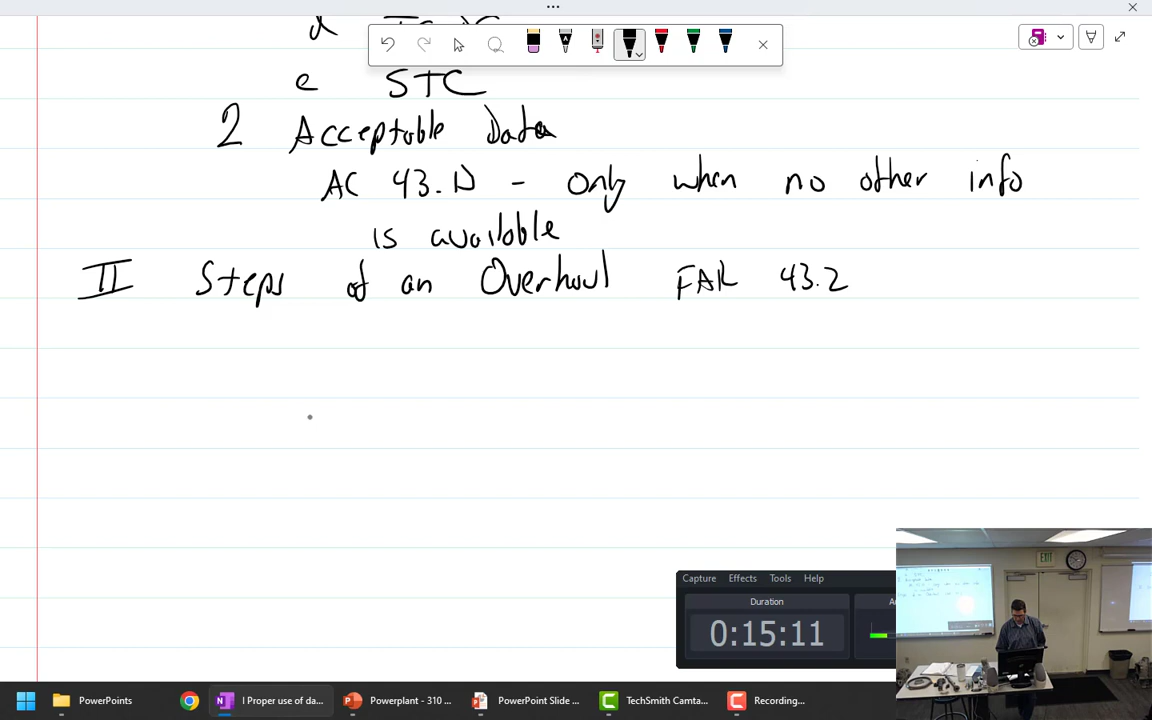 d
e STC
2 Acceptable Data
AC 43.13 - only when no other info
is available
II Steps of an Overhaul FAR 43.2
Capture Effects Tools Help
Duration
0:15:11
EXIT
PowerPoints
I Proper use of da...
Powerplant - 310 ...
PowerPoint Slide ...
TechSmith Camta...
Recording...